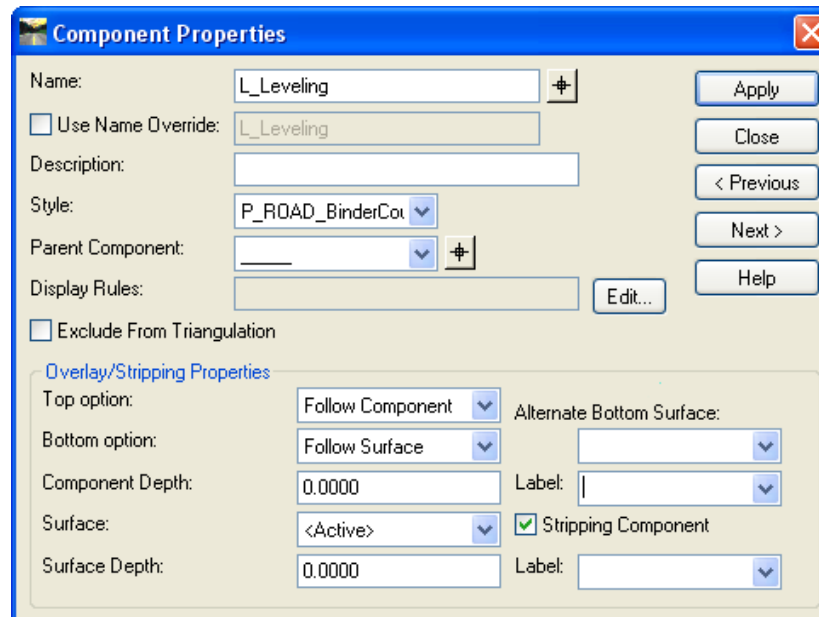 Component Properties
Name: L_Leveling
Apply
Use Name Override: L_Leveling
Close
Description:
< Previous
Style: P_ROAD_BinderCou
Next >
Parent Component: _____
Help
Display Rules: Edit...
Exclude From Triangulation
Overlay/Stripping Properties
Top option: Follow Component
Alternate Bottom Surface:
Bottom option: Follow Surface
Component Depth: 0.0000 Label:
Surface: <Active> Stripping Component
Surface Depth: 0.0000 Label: